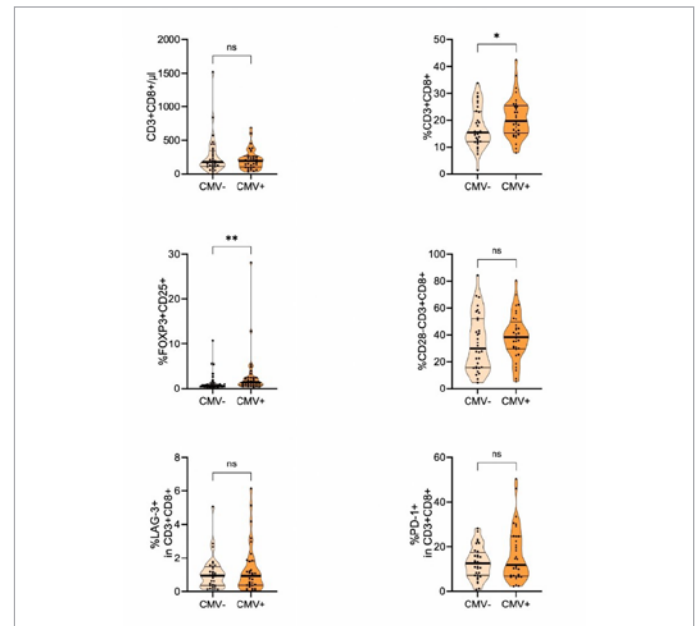 ns
CD3+CD8+/µl
2000
1500
1000
500
0
CMV- CMV+
*
%CD3+CD8+
50
40
30
20
10
0
CMV- CMV+
**
%FOXP3+CD25+
30
20
10
0
CMV- CMV+
ns
%CD28-CD3+CD8+
100
80
60
40
20
0
CMV- CMV+
ns
%LAG-3+
in CD3+CD8+
8
6
4
2
0
CMV- CMV+
ns
%PD-1+
in CD3+CD8+
60
40
20
0
CMV- CMV+